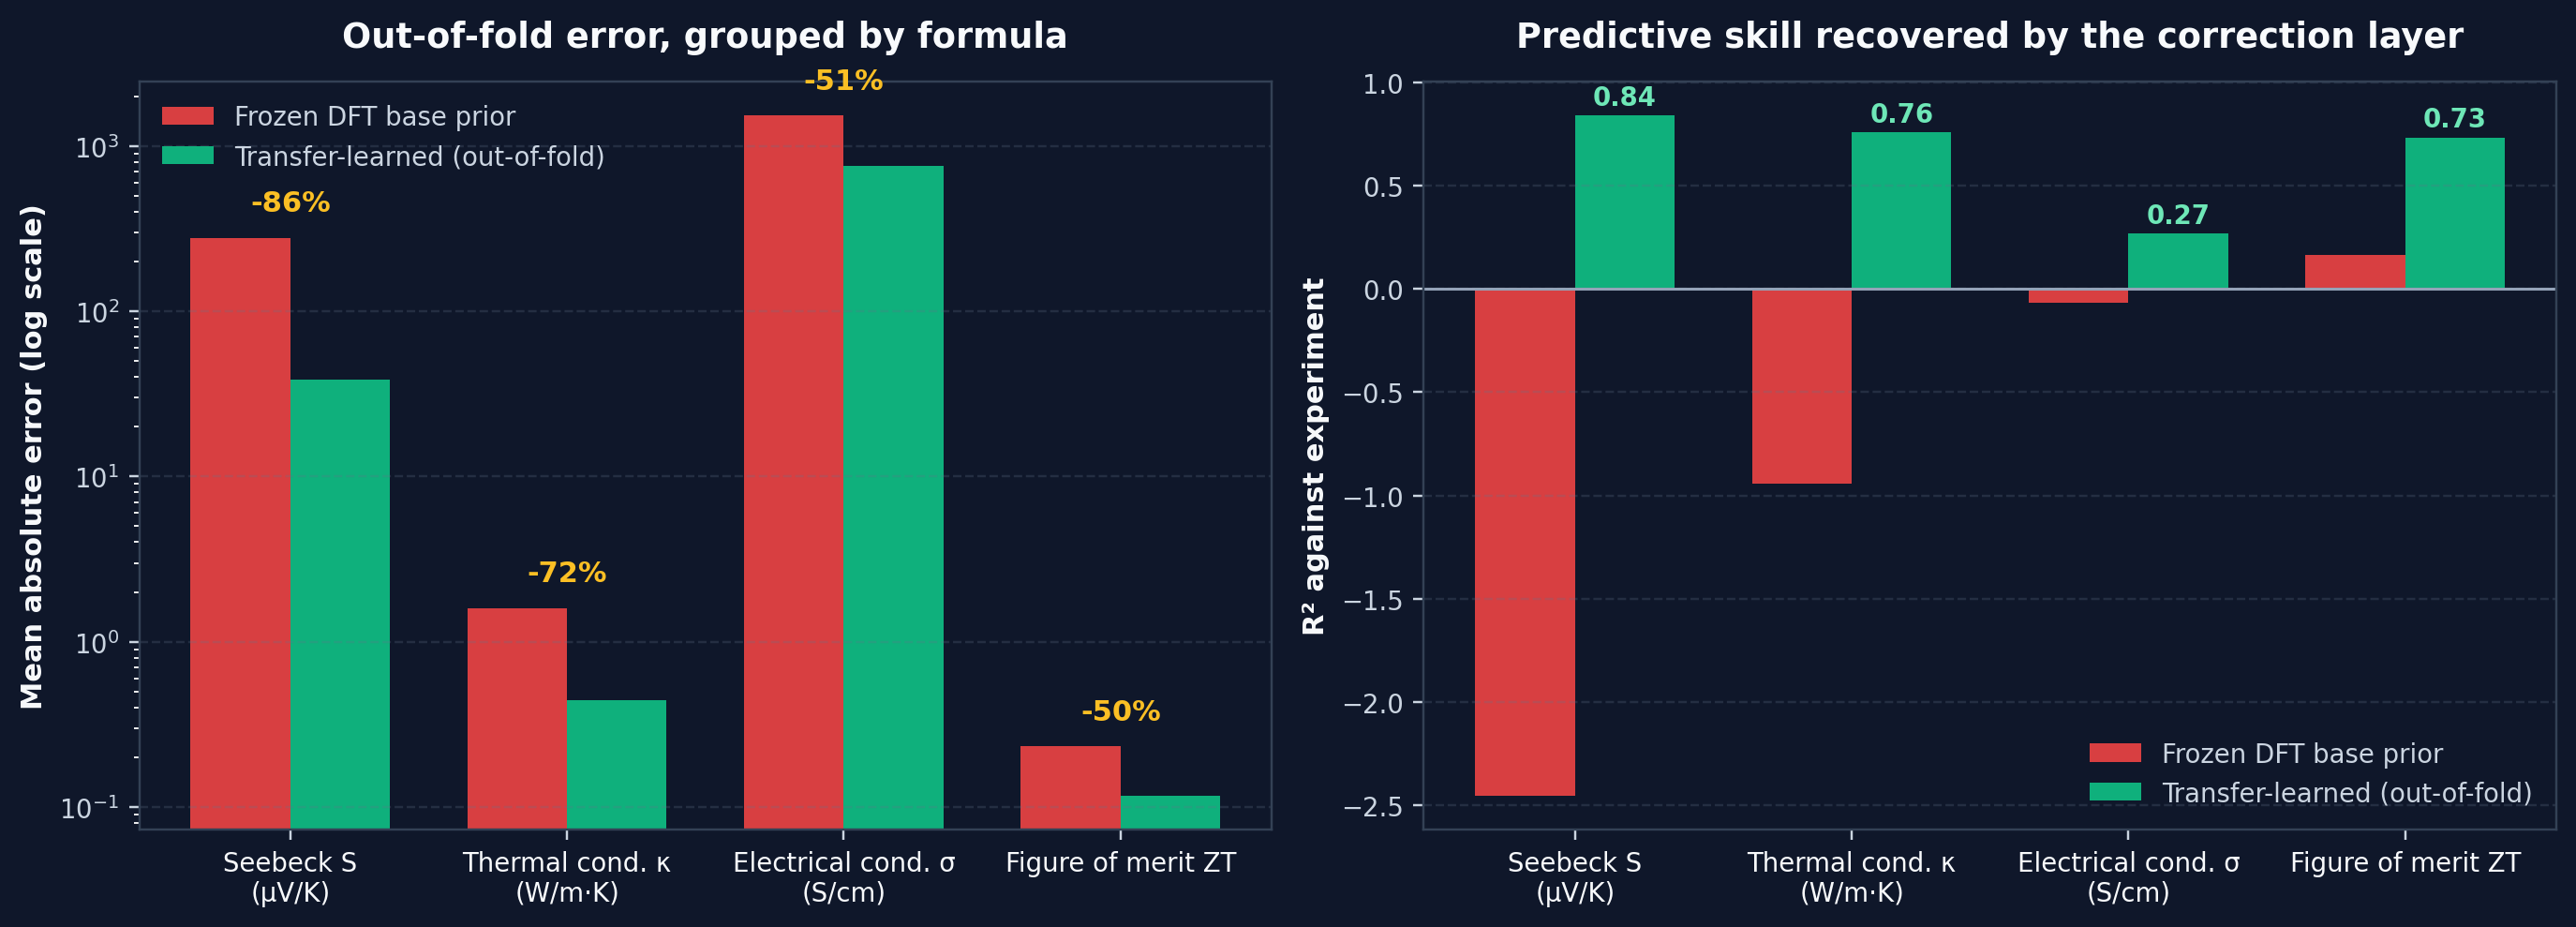 Out-of-fold error, grouped by formula
-51%
Frozen DFT base prior
Transfer-learned (out-of-fold)
-86%
-72%
-50%
Mean absolute error (log scale)
10³
10²
10¹
10⁰
10⁻¹
Seebeck S
(μV/K)
Thermal cond. κ
(W/m·K)
Electrical cond. σ
(S/cm)
Figure of merit ZT
Predictive skill recovered by the correction layer
0.84
0.76
0.27
0.73
R² against experiment
1.0
0.5
0.0
−0.5
−1.0
−1.5
−2.0
−2.5
Frozen DFT base prior
Transfer-learned (out-of-fold)
Seebeck S
(μV/K)
Thermal cond. κ
(W/m·K)
Electrical cond. σ
(S/cm)
Figure of merit ZT